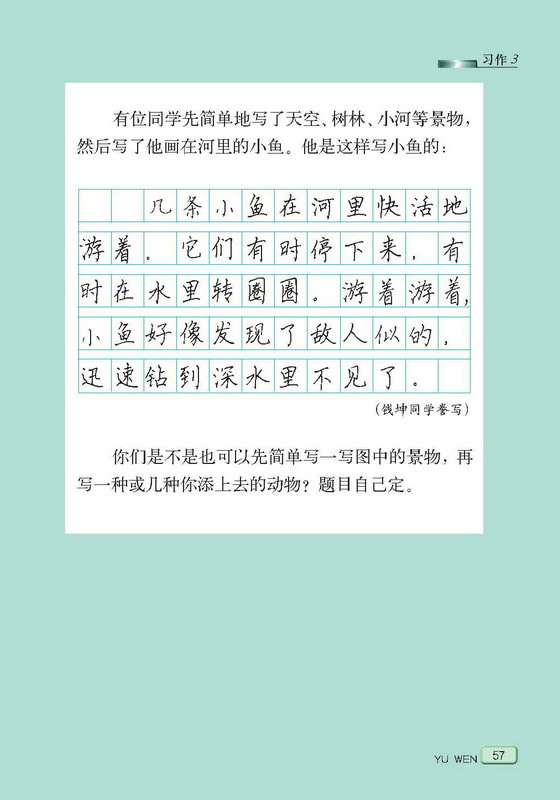 习作 3
有位同学先简单地写了天空、树林、小河等景物，
然后写了他画在河里的小鱼。他是这样写小鱼的：
几条小鱼在河里快活地
游着。它们有时停下来，有
时在水里转圈圈。游着游着，
小鱼好像发现了敌人似的，
迅速钻到深水里不见了。
（钱坤同学誊写）
你们是不是也可以先简单写一写图中的景物，再
写一种或几种你添上去的动物？题目自己定。
YU WEN 57